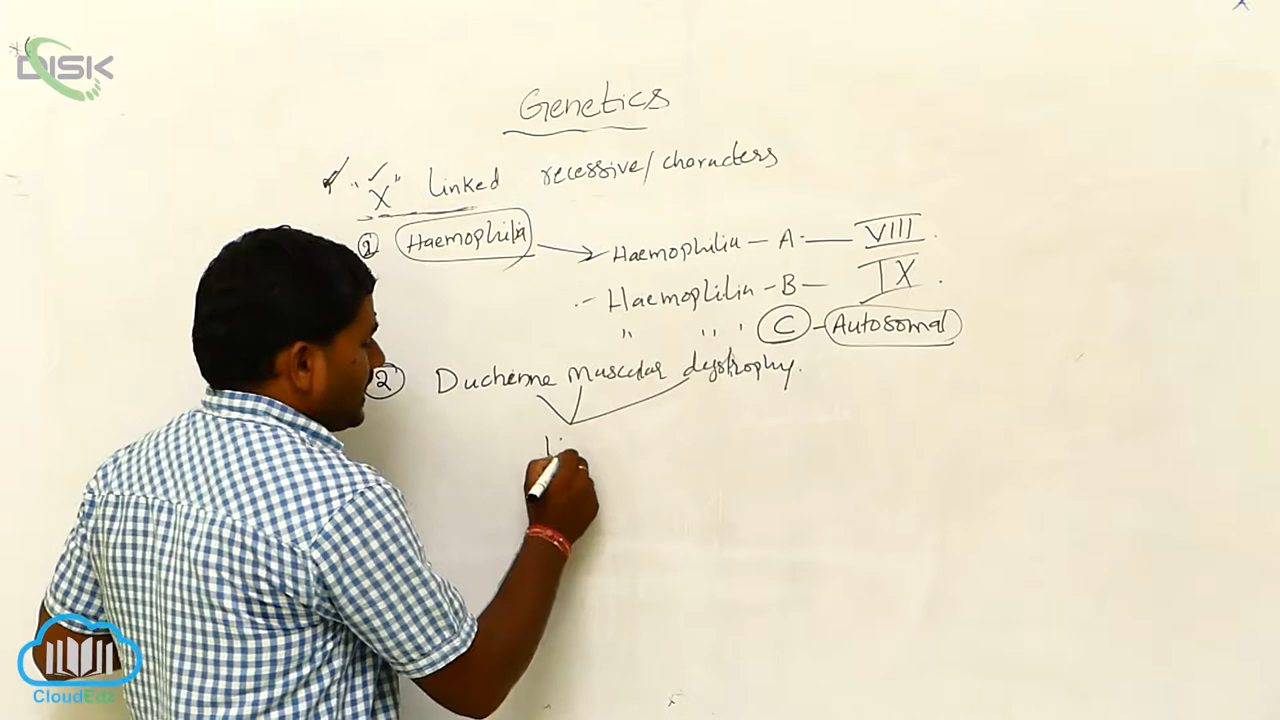 DISK
Genetics
"X" linked recessive/characters
① Haemophilia → Haemophilia - A - VIII
- Haemophilia - B - IX
" " ' C - Autosomal
② Duchenne muscular dystrophy.
CloudEdz